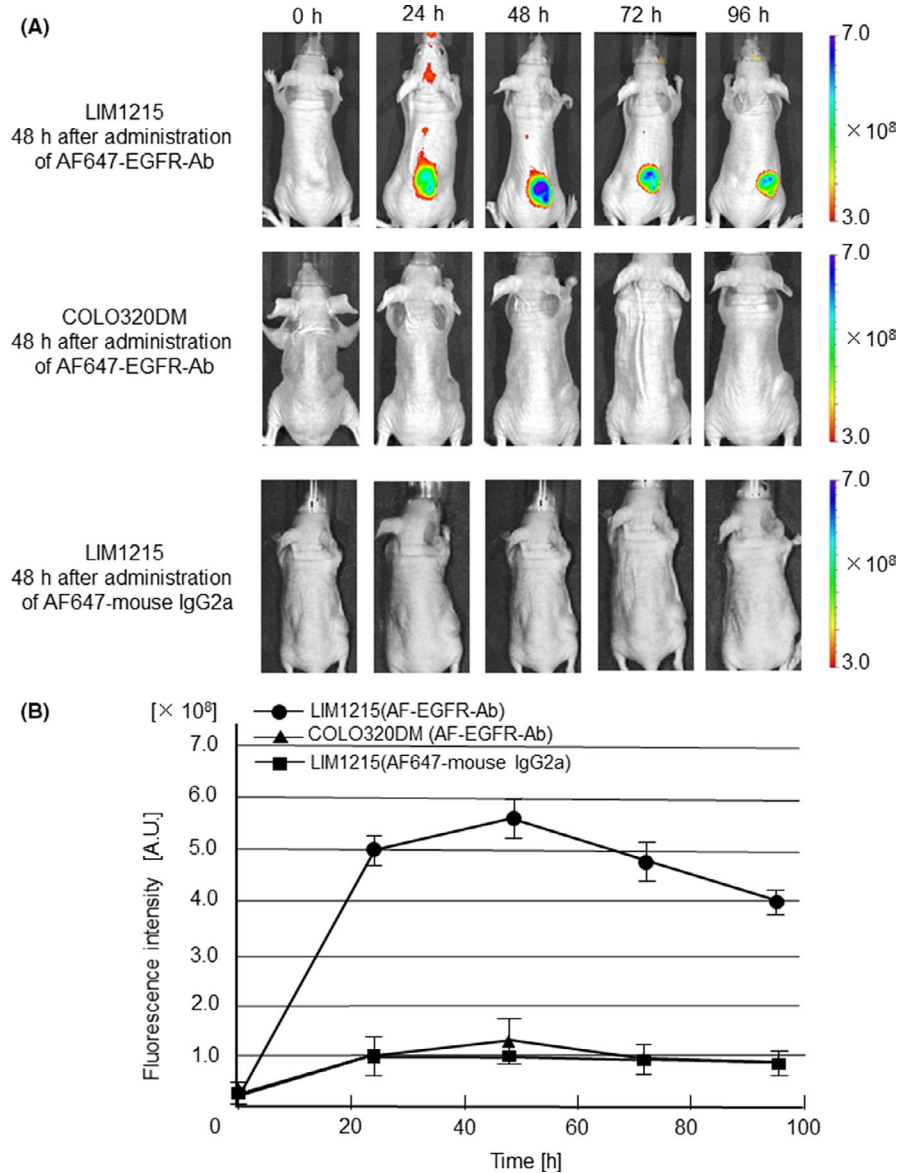 (A)
0 h 24 h 48 h 72 h 96 h
LIM1215
48 h after administration
of AF647-EGFR-Ab
7.0
× 10⁸
3.0
COLO320DM
48 h after administration
of AF647-EGFR-Ab
7.0
× 10⁸
3.0
LIM1215
48 h after administration
of AF647-mouse IgG2a
7.0
× 10⁸
3.0
(B)
[× 10⁸]
LIM1215(AF-EGFR-Ab)
COLO320DM (AF-EGFR-Ab)
LIM1215(AF647-mouse IgG2a)
Fluorescence intensity [A.U.]
7.0
6.0
5.0
4.0
3.0
2.0
1.0
0 20 40 60 80 100
Time [h]